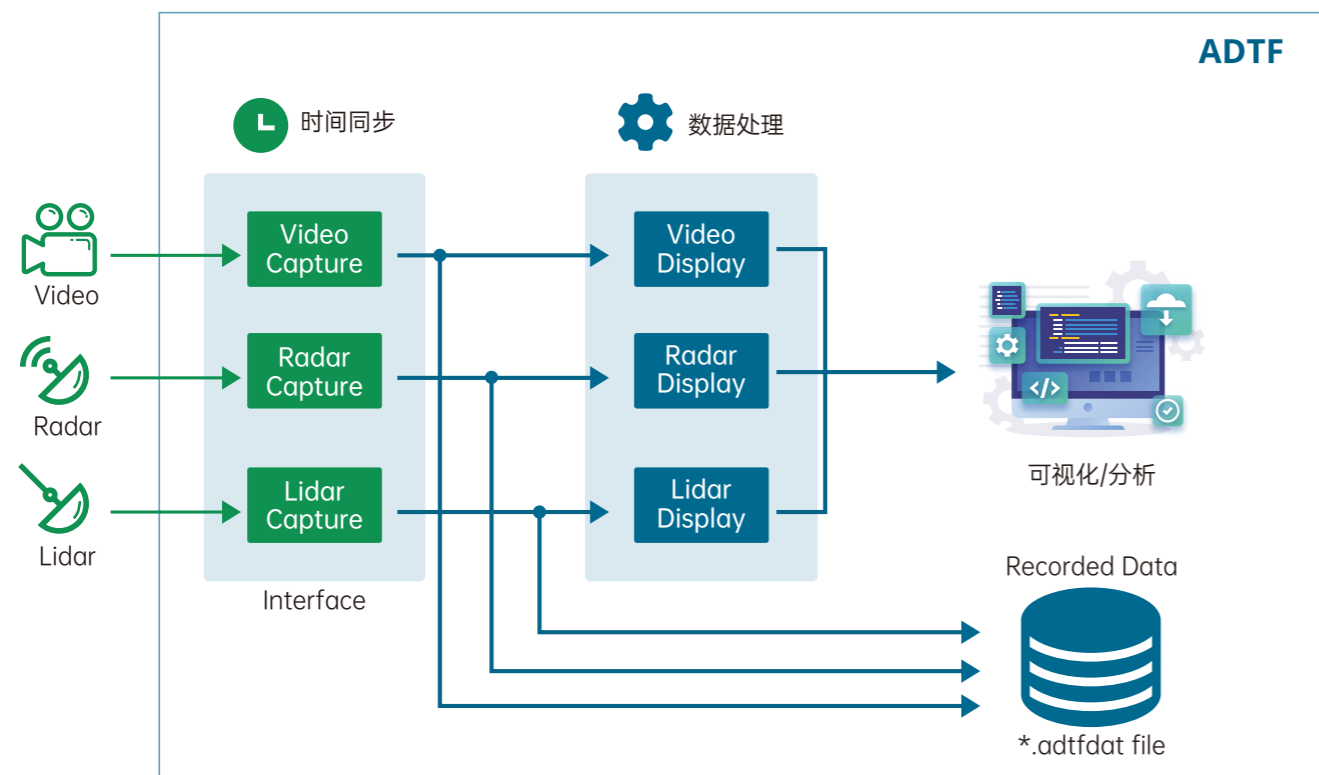 ADTF
时间同步
数据处理
Video
Capture
Video
Display
Video
Radar
Capture
Radar
Display
Radar
Lidar
Capture
Lidar
Display
Lidar
</>
可视化/分析
Interface
Recorded Data
*.adtfdat file